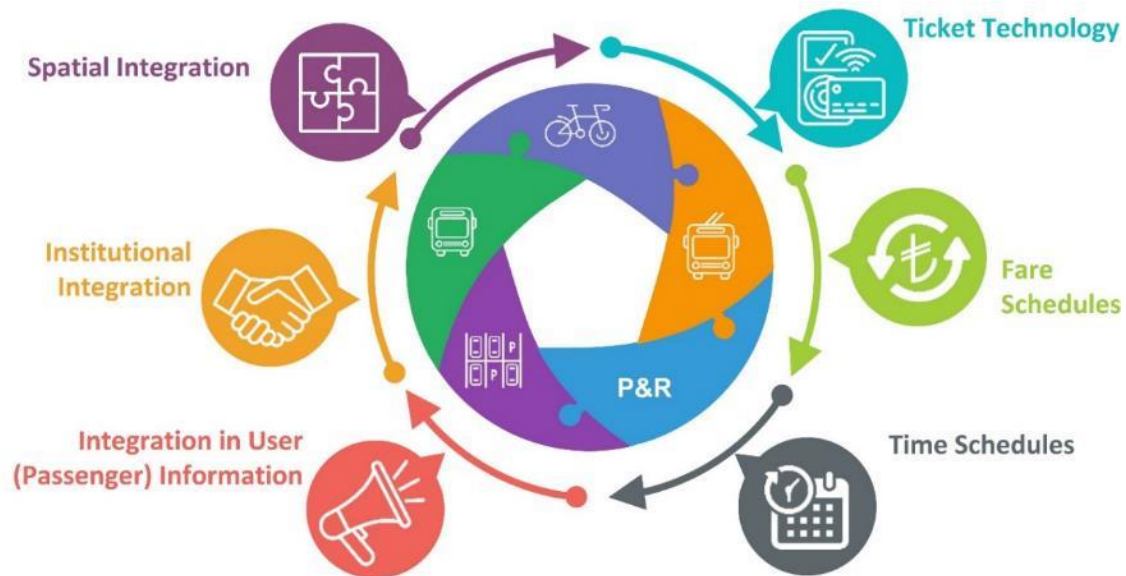 Spatial Integration
Ticket Technology
Institutional
Integration
Fare
Schedules
P&R
P
P
Integration in User
(Passenger) Information
Time Schedules